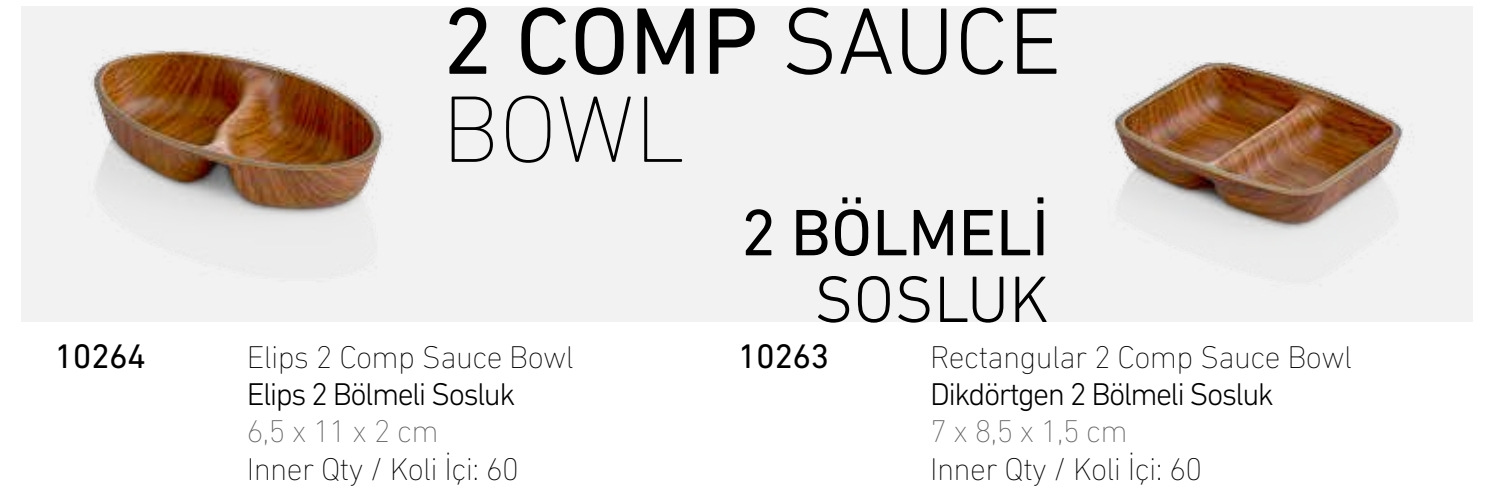 2 COMP SAUCE
BOWL
2 BÖLMELİ
SOSLUK
10264
Elips 2 Comp Sauce Bowl
Elips 2 Bölmeli Sosluk
6,5 x 11 x 2 cm
Inner Qty / Koli İçi: 60
10263
Rectangular 2 Comp Sauce Bowl
Dikdörtgen 2 Bölmeli Sosluk
7 x 8,5 x 1,5 cm
Inner Qty / Koli İçi: 60